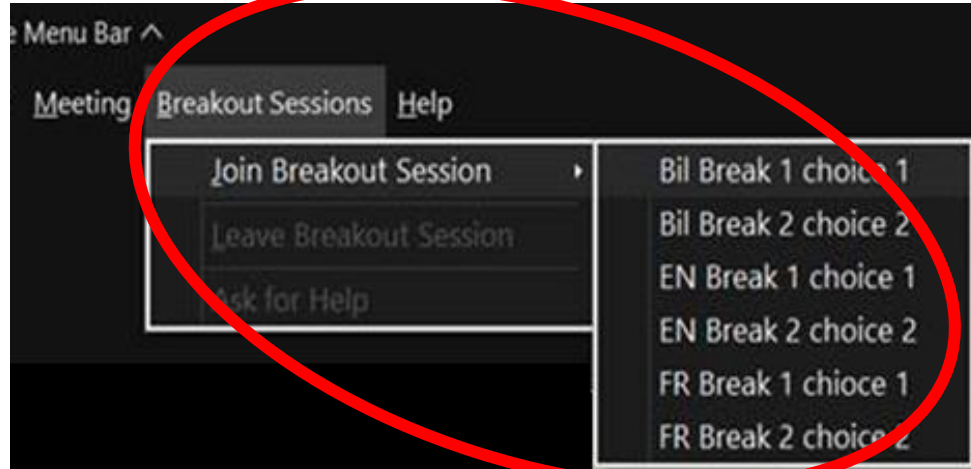 e Menu Bar ^
Meeting Breakout Sessions Help
Join Breakout Session
Leave Breakout Session
Ask for Help
Bil Break 1 choice 1
Bil Break 2 choice 2
EN Break 1 choice 1
EN Break 2 choice 2
FR Break 1 chioce 1
FR Break 2 choice 2